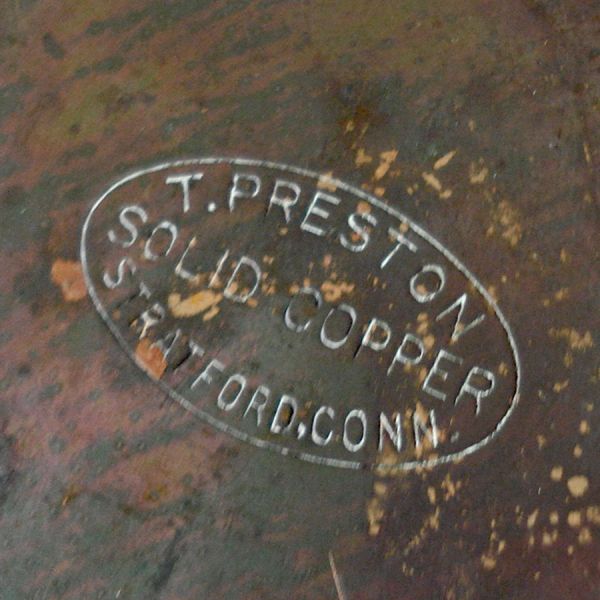 T. PRESTON
SOLID COPPER
STRATFORD, CONN.